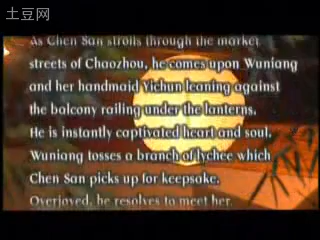 土豆网
As Chen San strolls through the market
streets of Chaozhou, he comes upon Wuniang
and her handmaid Yichun leaning against
the balcony railing under the lanterns.
He is instantly captivated heart and soul,
Wuniang tosses a branch of lychee which
Chen San picks up for keepsake.
Overjoyed, he resolves to meet her.